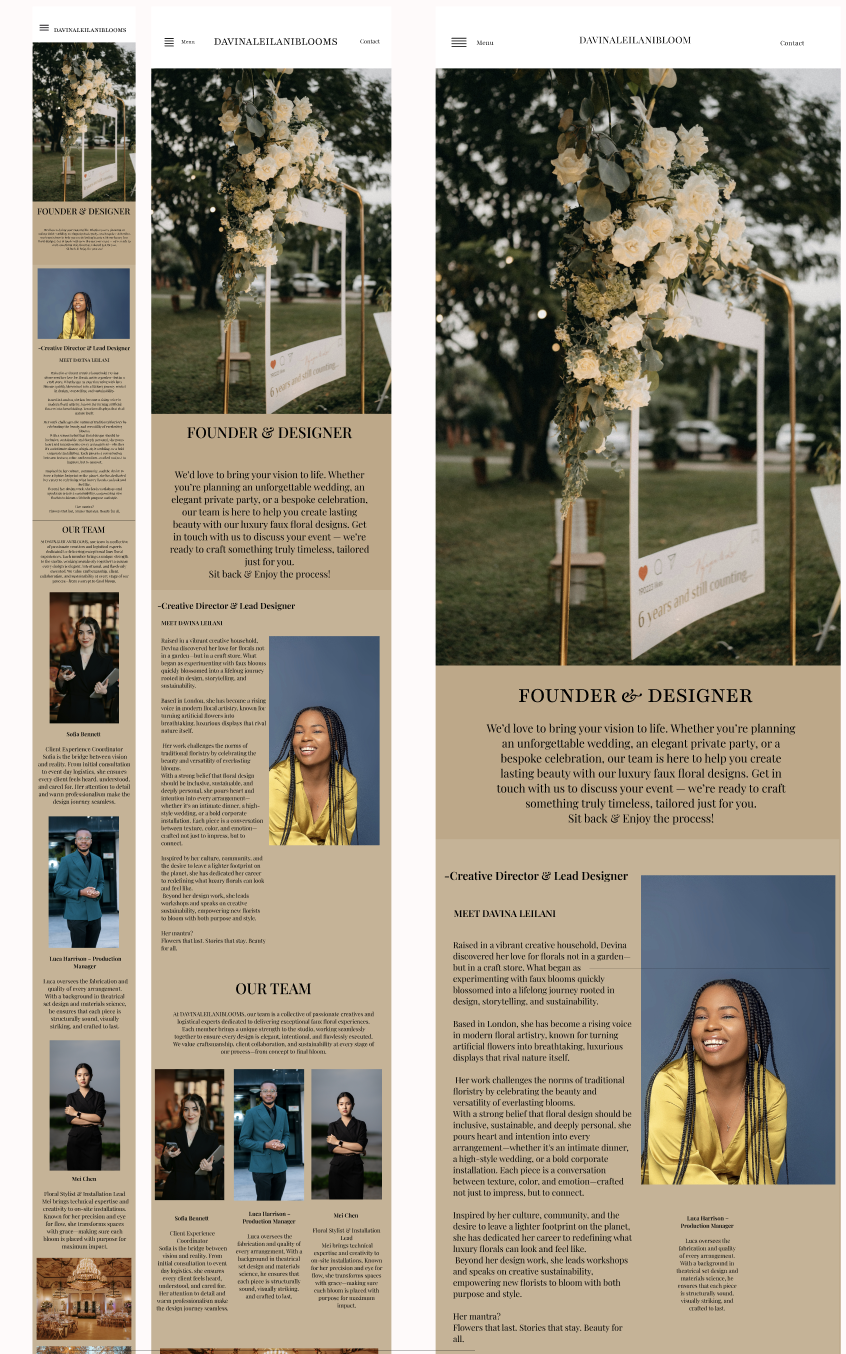 DAVINALEILANIBLOOMS
FOUNDER & DESIGNER
-Creative Director & Lead Designer
MEET DAVINA LEILANI
OUR TEAM
Sofia Bennett
Client Experience Coordinator
Sofia is the bridge between vision
and reality. From initial consultation
to event day logistics, she ensures
every client feels heard, understood,
and cared for. Her attention to detail
and warm professionalism make the
design journey seamless.
Luca Harrison – Production
Manager
Luca oversees the fabrication and
quality of every arrangement.
With a background in theatrical
set design and materials science,
he ensures that each piece is
structurally sound, visually
striking, and crafted to last.
Mei Chen
Floral Stylist & Installation Lead
Mei brings technical expertise and
creativity to on-site installations.
Known for her precision and eye
for flow, she transforms spaces
with grace—making sure each
bloom is placed with purpose for
maximum impact.
Menu
DAVINALEILANIBLOOMS
Contact
6 years and still counting...
FOUNDER & DESIGNER
We'd love to bring your vision to life. Whether
you're planning an unforgettable wedding, an
elegant private party, or a bespoke celebration,
our team is here to help you create lasting
beauty with our luxury faux floral designs. Get
in touch with us to discuss your event — we're
ready to craft something truly timeless, tailored
just for you.
Sit back & Enjoy the process!
-Creative Director & Lead Designer
MEET DAVINA LEILANI
Raised in a vibrant creative household,
Devina discovered her love for florals not
in a garden—but in a craft store. What
began as experimenting with faux blooms
quickly blossomed into a lifelong journey
rooted in design, storytelling, and
sustainability.
Based in London, she has become a rising
voice in modern floral artistry, known for
turning artificial flowers into
breathtaking, luxurious displays that rival
nature itself.
Her work challenges the norms of
traditional floristry by celebrating the
beauty and versatility of everlasting
blooms.
With a strong belief that floral design
should be inclusive, sustainable, and
deeply personal, she pours heart and
intention into every arrangement—
whether it's an intimate dinner, a high-
style wedding, or a bold corporate
installation. Each piece is a conversation
between texture, color, and emotion—
crafted not just to impress, but to
connect.
Inspired by her culture, community, and
the desire to leave a lighter footprint on
the planet, she has dedicated her career
to redefining what luxury florals can look
and feel like.
Beyond her design work, she leads
workshops and speaks on creative
sustainability, empowering new florists
to bloom with both purpose and style.
Her mantra?
Flowers that last. Stories that stay. Beauty
for all.
OUR TEAM
At DAVINALEILANIBLOOMS, our team is a collective of passionate creatives and
logistical experts dedicated to delivering exceptional faux floral experiences.
Each member brings a unique strength to the studio, working seamlessly
together to ensure every design is elegant, intentional, and flawlessly executed.
We value craftsmanship, client collaboration, and sustainability at every stage of
our process—from concept to final bloom.
Sofia Bennett
Client Experience
Coordinator
Sofia is the bridge between
vision and reality. From
initial consultation to event
day logistics, she ensures
every client feels heard,
understood, and cared for.
Her attention to detail and
warm professionalism make
the design journey seamless.
Luca Harrison –
Production Manager
Luca oversees the
fabrication and quality of
every arrangement. With a
background in theatrical
set design and materials
science, he ensures that
each piece is structurally
sound, visually striking,
and crafted to last.
Mei Chen
Floral Stylist & Installation
Lead
Mei brings technical
expertise and creativity to
on-site installations. Known
for her precision and eye for
flow, she transforms spaces
with grace—making sure
each bloom is placed with
purpose for maximum
impact.
Menu
DAVINALEILANIBLOOM
Contact
6 years and still counting...
FOUNDER & DESIGNER
We'd love to bring your vision to life. Whether you're planning
an unforgettable wedding, an elegant private party, or a
bespoke celebration, our team is here to help you create
lasting beauty with our luxury faux floral designs. Get in
touch with us to discuss your event — we're ready to craft
something truly timeless, tailored just for you.
Sit back & Enjoy the process!
-Creative Director & Lead Designer
MEET DAVINA LEILANI
Raised in a vibrant creative household, Devina
discovered her love for florals not in a garden—
but in a craft store. What began as
experimenting with faux blooms quickly
blossomed into a lifelong journey rooted in
design, storytelling, and sustainability.
Based in London, she has become a rising voice
in modern floral artistry, known for turning
artificial flowers into breathtaking, luxurious
displays that rival nature itself.
Her work challenges the norms of traditional
floristry by celebrating the beauty and
versatility of everlasting blooms.
With a strong belief that floral design should be
inclusive, sustainable, and deeply personal, she
pours heart and intention into every
arrangement—whether it's an intimate dinner,
a high-style wedding, or a bold corporate
installation. Each piece is a conversation
between texture, color, and emotion—crafted
not just to impress, but to connect.
Inspired by her culture, community, and the
desire to leave a lighter footprint on the planet,
she has dedicated her career to redefining what
luxury florals can look and feel like.
Beyond her design work, she leads workshops
and speaks on creative sustainability,
empowering new florists to bloom with both
purpose and style.
Her mantra?
Flowers that last. Stories that stay. Beauty for
all.
Luca Harrison –
Production Manager
Luca oversees the
fabrication and quality
of every arrangement.
With a background in
theatrical set design and
materials science, he
ensures that each piece
is structurally sound,
visually striking, and
crafted to last.